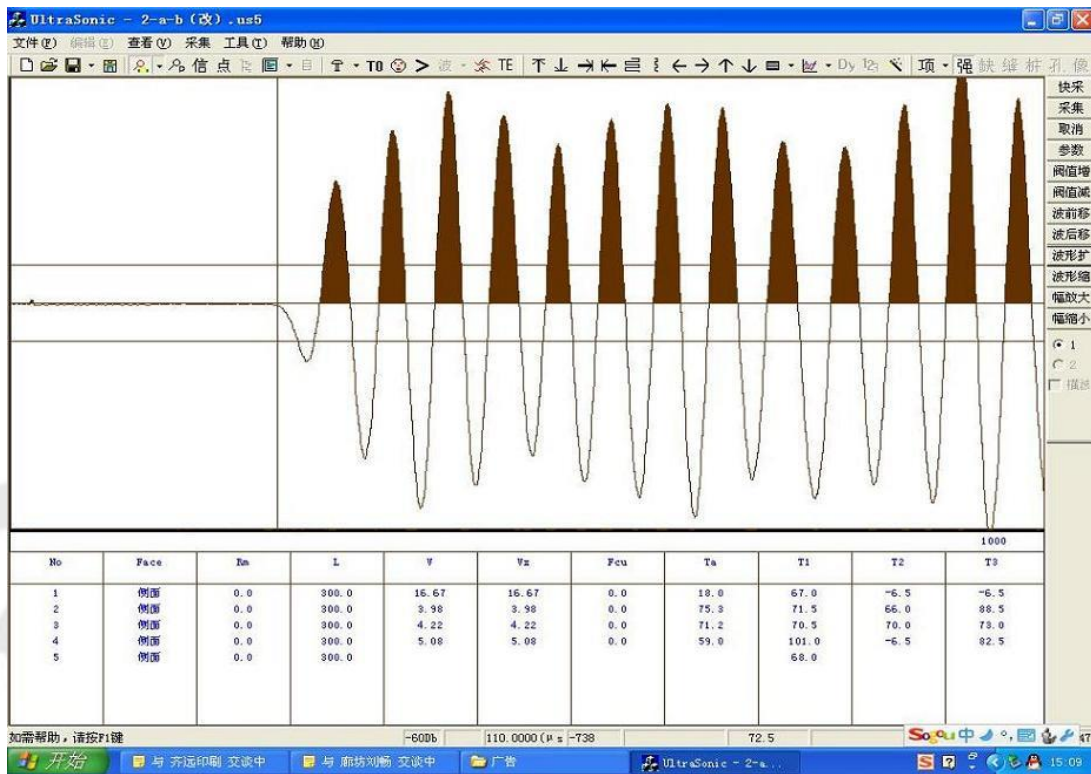 UltraSonic - 2-a-b（改）.us5
文件(F) 编辑(E) 查看(V) 采集 工具(T) 帮助(H)
信 点 自 T0 波 TE Dy 项 强 缺 缝 桩 孔 像
快采
采集
取消
参数
阀值增
阀值减
波前移
波后移
波形扩
波形缩
幅放大
幅缩小
1
2
1000
No Face Rm L V Vx Fcu Ta T1 T2 T3
1 侧面 0.0 300.0 16.67 16.67 0.0 18.0 67.0 -6.5 -6.5
2 侧面 0.0 300.0 3.98 3.98 0.0 75.3 71.5 66.0 88.5
3 侧面 0.0 300.0 4.22 4.22 0.0 71.2 70.5 70.0 73.0
4 侧面 0.0 300.0 5.08 5.08 0.0 59.0 101.0 -6.5 82.5
5 侧面 0.0 300.0 68.0
如需帮助，请按F1键 -60Db 110.0000(μs -738 72.5 Sogou 中 47
开始 与 齐远印刷 交谈中 与 廊坊刘畅 交谈中 广告 UltraSonic - 2-a... 15:09